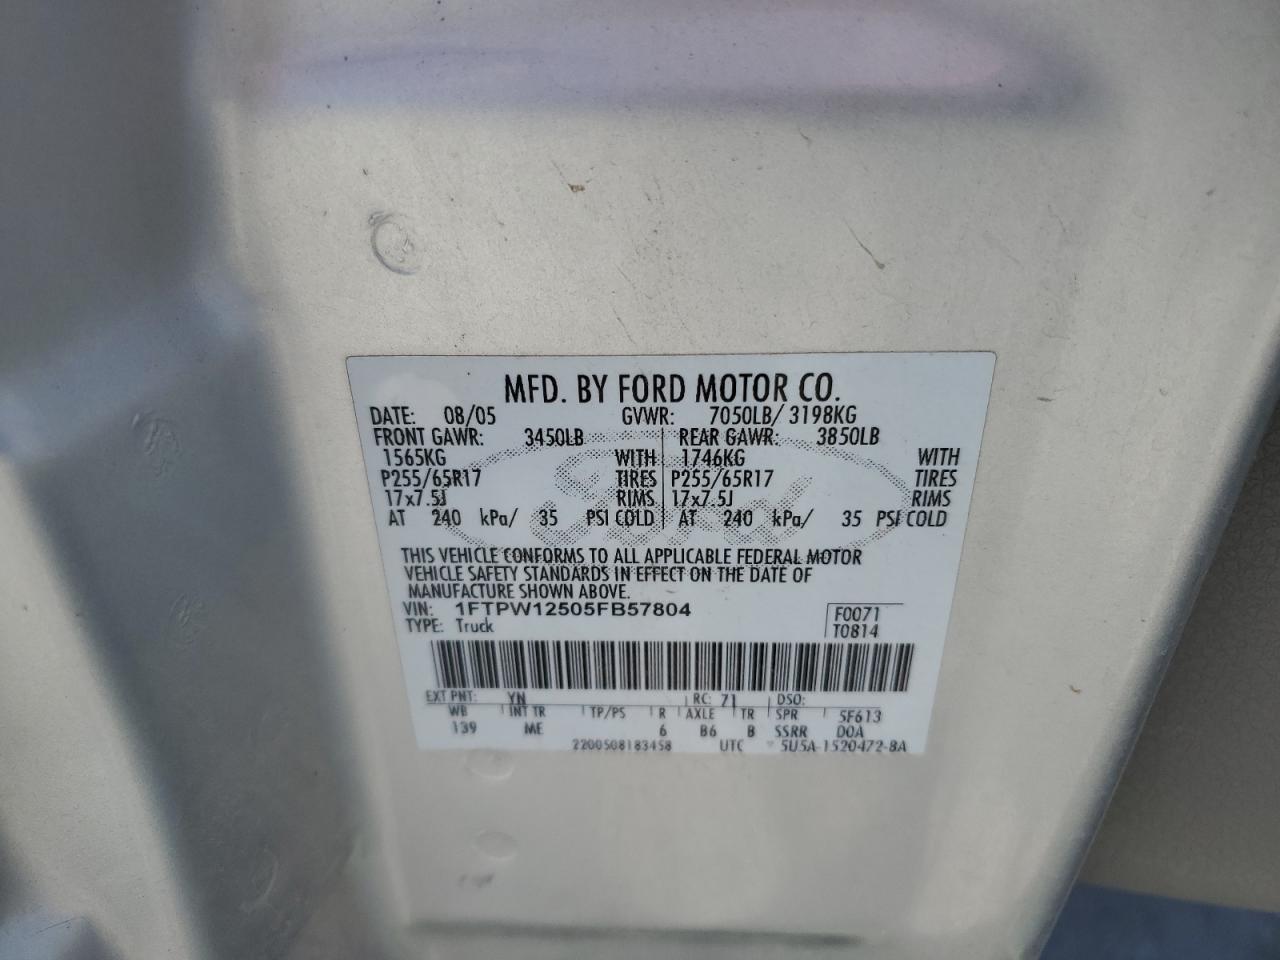 MFD. BY FORD MOTOR CO.
DATE: 08/05 GVWR: 7050LB/ 3198KG
FRONT GAWR: 3450LB REAR GAWR: 3850LB
1565KG WITH 1746KG WITH
P255/65R17 TIRES P255/65R17 TIRES
17x7.5J RIMS 17x7.5J RIMS
AT 240 kPa/ 35 PSI COLD AT 240 kPa/ 35 PSI COLD
Ford
THIS VEHICLE CONFORMS TO ALL APPLICABLE FEDERAL MOTOR
VEHICLE SAFETY STANDARDS IN EFFECT ON THE DATE OF
MANUFACTURE SHOWN ABOVE.
VIN: 1FTPW12505FB57804 F0071
TYPE: Truck T0814
EXT PNT: YN RC: 71 DSO:
WB INT TR TP/PS R AXLE TR SPR 5F613
139 ME 6 B6 B SSRR DOA
2200508183458 UTC 5U5A-1520472-BA